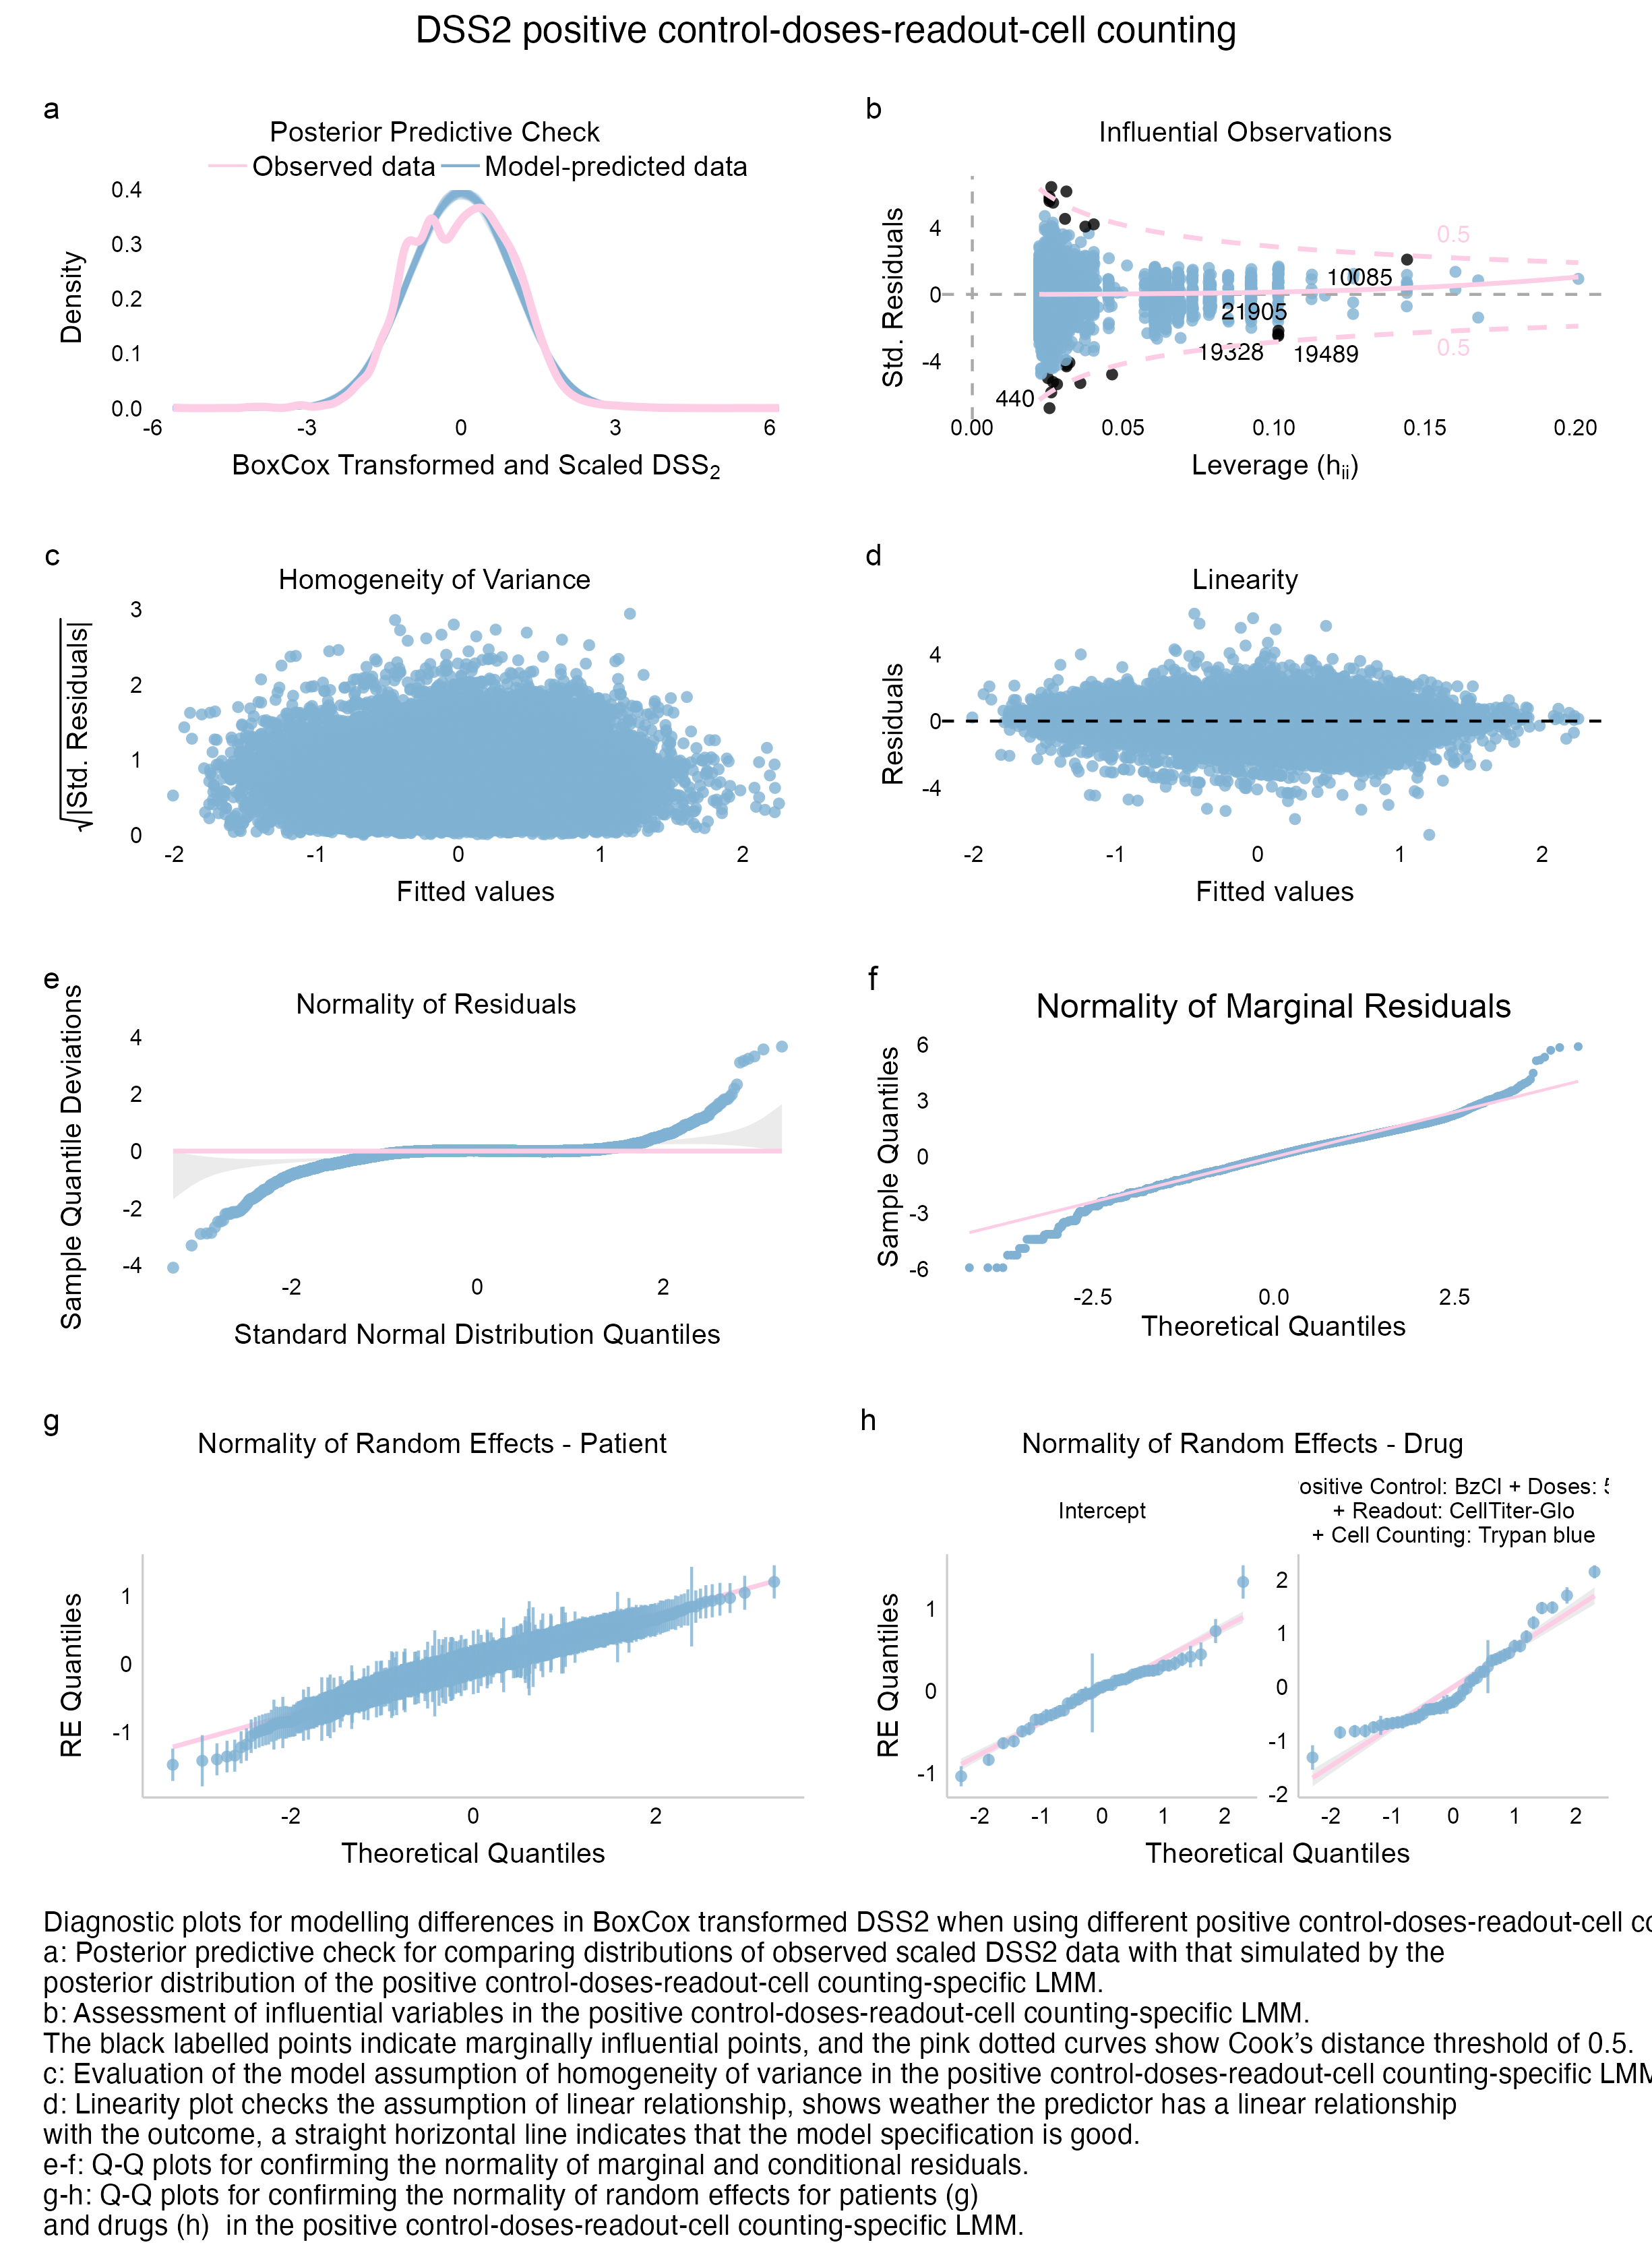 DSS2 positive control-doses-readout-cell counting
a
Posterior Predictive Check
Observed data Model-predicted data
Density
0.4
0.3
0.2
0.1
0.0
-6 -3 0 3 6
BoxCox Transformed and Scaled DSS2
b
Influential Observations
Std. Residuals
4
0
-4
0.5
0.5
10085
21905
19328
19489
440
0.00 0.05 0.10 0.15 0.20
Leverage (hii)
c
Homogeneity of Variance
√|Std. Residuals|
3
2
1
0
-2 -1 0 1 2
Fitted values
d
Linearity
Residuals
4
0
-4
-2 -1 0 1 2
Fitted values
e
Normality of Residuals
Sample Quantile Deviations
4
2
0
-2
-4
-2 0 2
Standard Normal Distribution Quantiles
f
Normality of Marginal Residuals
Sample Quantiles
6
3
0
-3
-6
-2.5 0.0 2.5
Theoretical Quantiles
g
Normality of Random Effects - Patient
RE Quantiles
1
0
-1
-2 0 2
Theoretical Quantiles
h
Normality of Random Effects - Drug
Intercept
ositive Control: BzCl + Doses: 5
+ Readout: CellTiter-Glo
+ Cell Counting: Trypan blue
RE Quantiles
1
0
-1
-2 -1 0 1 2
2
1
0
-1
-2
-2 -1 0 1 2
Theoretical Quantiles
Diagnostic plots for modelling differences in BoxCox transformed DSS2 when using different positive control-doses-readout-cell co
a: Posterior predictive check for comparing distributions of observed scaled DSS2 data with that simulated by the
posterior distribution of the positive control-doses-readout-cell counting-specific LMM.
b: Assessment of influential variables in the positive control-doses-readout-cell counting-specific LMM.
The black labelled points indicate marginally influential points, and the pink dotted curves show Cook’s distance threshold of 0.5.
c: Evaluation of the model assumption of homogeneity of variance in the positive control-doses-readout-cell counting-specific LMM
d: Linearity plot checks the assumption of linear relationship, shows weather the predictor has a linear relationship
with the outcome, a straight horizontal line indicates that the model specification is good.
e-f: Q-Q plots for confirming the normality of marginal and conditional residuals.
g-h: Q-Q plots for confirming the normality of random effects for patients (g)
and drugs (h)  in the positive control-doses-readout-cell counting-specific LMM.